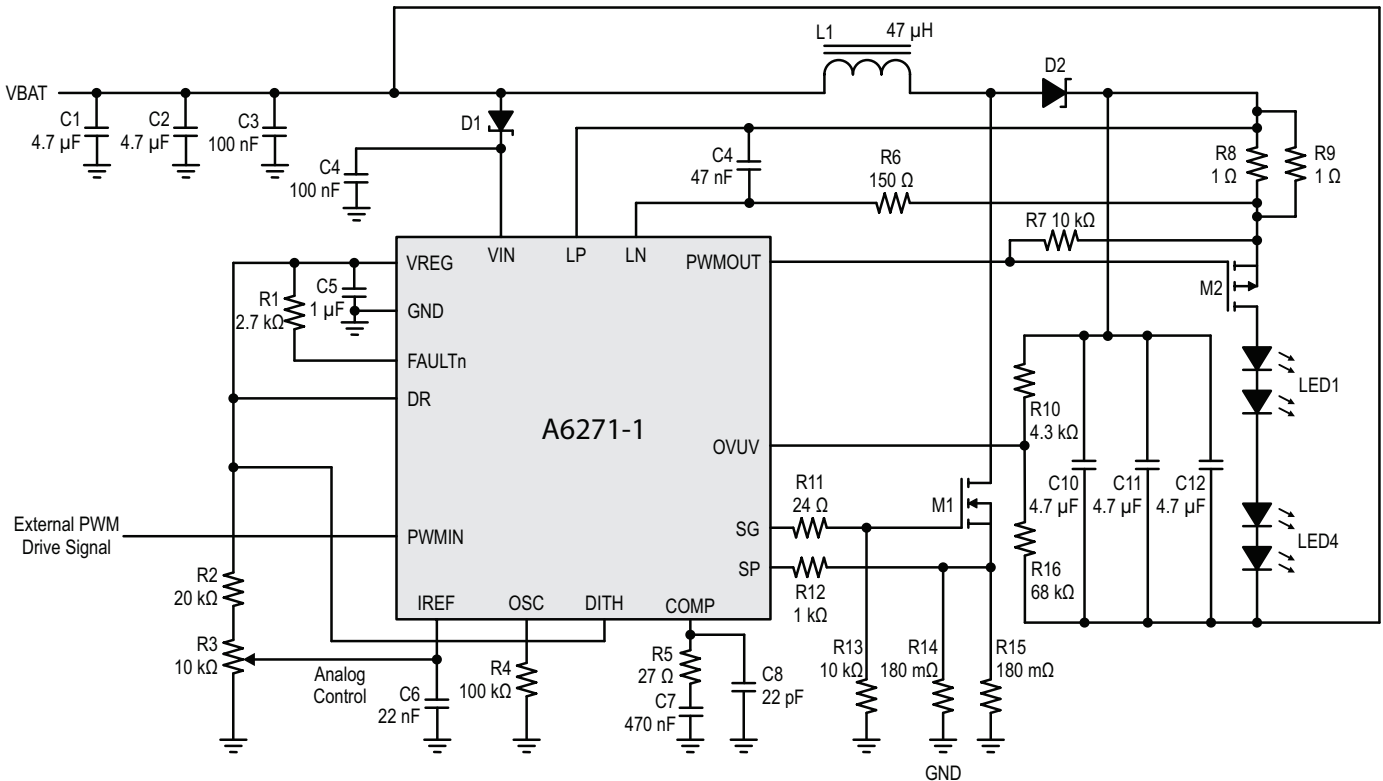 L1
47 µH
D2
VBAT
C1
4.7 µF
C2
4.7 µF
C3
100 nF
D1
C4
100 nF
C4
47 nF
R6
150 Ω
R8
1 Ω
R9
1 Ω
R7 10 kΩ
VREG
VIN
LP
LN
PWMOUT
M2
R1
2.7 kΩ
C5
1 µF
GND
FAULTn
DR
A6271-1
LED1
R10
4.3 kΩ
OVUV
C10
4.7 µF
C11
4.7 µF
C12
4.7 µF
R11
24 Ω
M1
SG
External PWM
Drive Signal
PWMIN
LED4
SP
R12
1 kΩ
R16
68 kΩ
R2
20 kΩ
IREF
OSC
DITH
COMP
R3
10 kΩ
Analog
Control
C6
22 nF
R4
100 kΩ
R5
27 Ω
C7
470 nF
C8
22 pF
R13
10 kΩ
R14
180 mΩ
R15
180 mΩ
GND